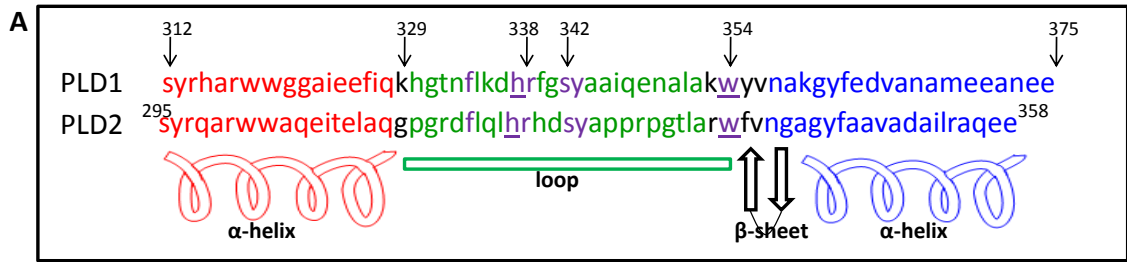 A
312 329 338 342 354 375
PLD1 syrharwwggaieefiqkhgtnflkdhrfgsyaaiqenalakwyvnakgyfedvanameeanee
PLD2 295 syrqarwwaqeitelaqgpgrdflqlhrhdsyapprpgtlarwfvngagyfaavadailraqee 358
loop
α-helix β-sheet α-helix